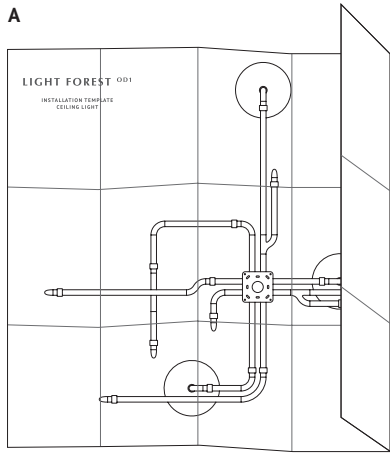 A
LIGHT FOREST OD1
INSTALLATION TEMPLATE
CEILING LIGHT